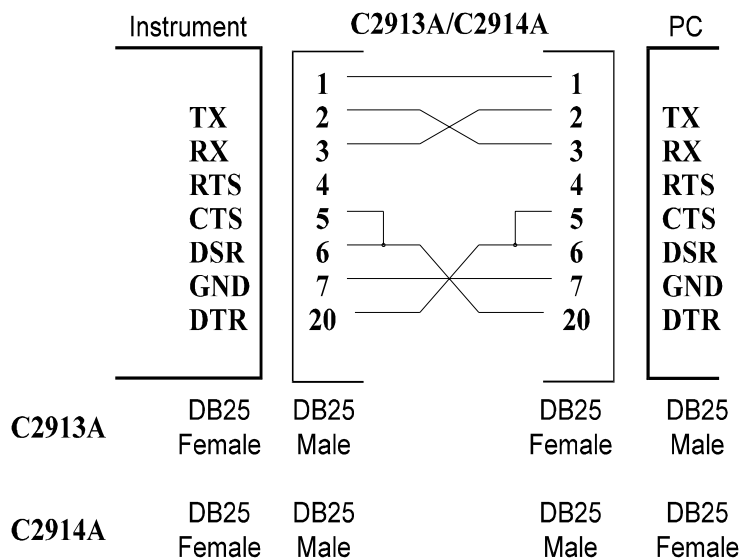 Instrument C2913A/C2914A PC
1 1
TX 2 2 TX
RX 3 3 RX
RTS 4 4 RTS
CTS 5 5 CTS
DSR 6 6 DSR
GND 7 7 GND
DTR 20 20 DTR
C2913A DB25 DB25 DB25 DB25
Female Male Female Male
C2914A DB25 DB25 DB25 DB25
Female Male Male Female